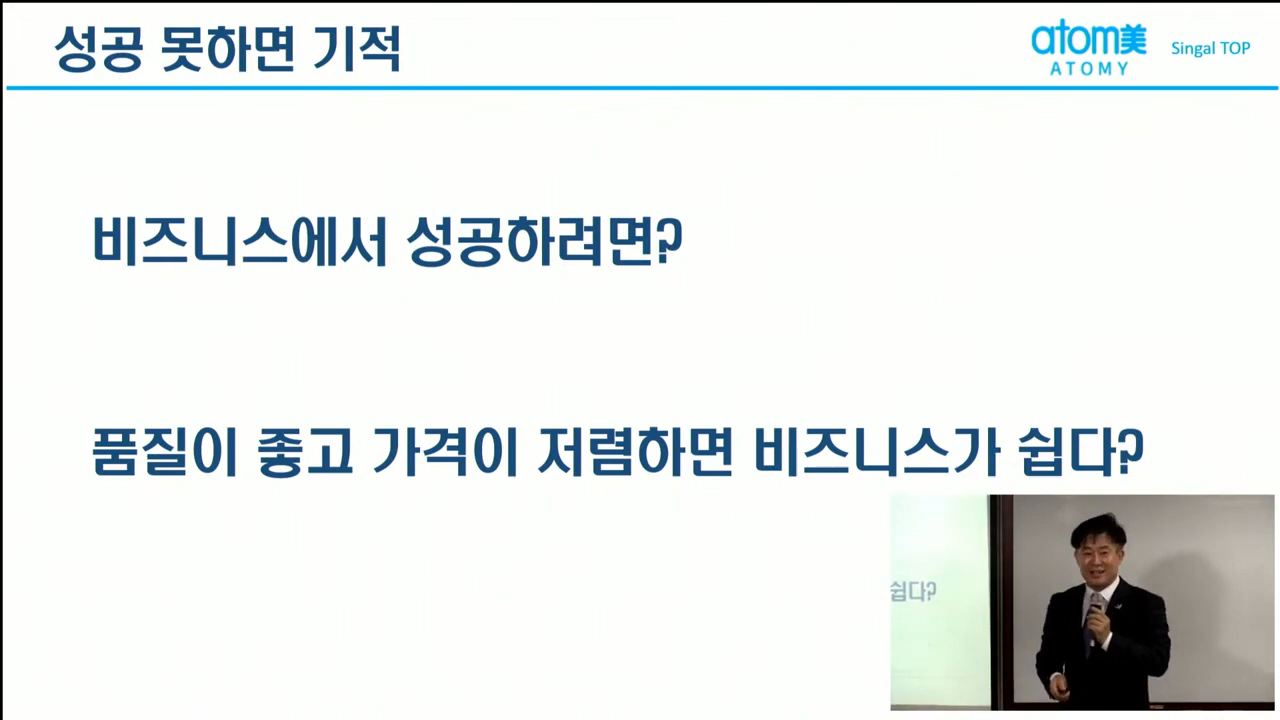 성공 못하면 기적
atom美
ATOMY
Singal TOP
비즈니스에서 성공하려면?
품질이 좋고 가격이 저렴하면 비즈니스가 쉽다?
쉽다?